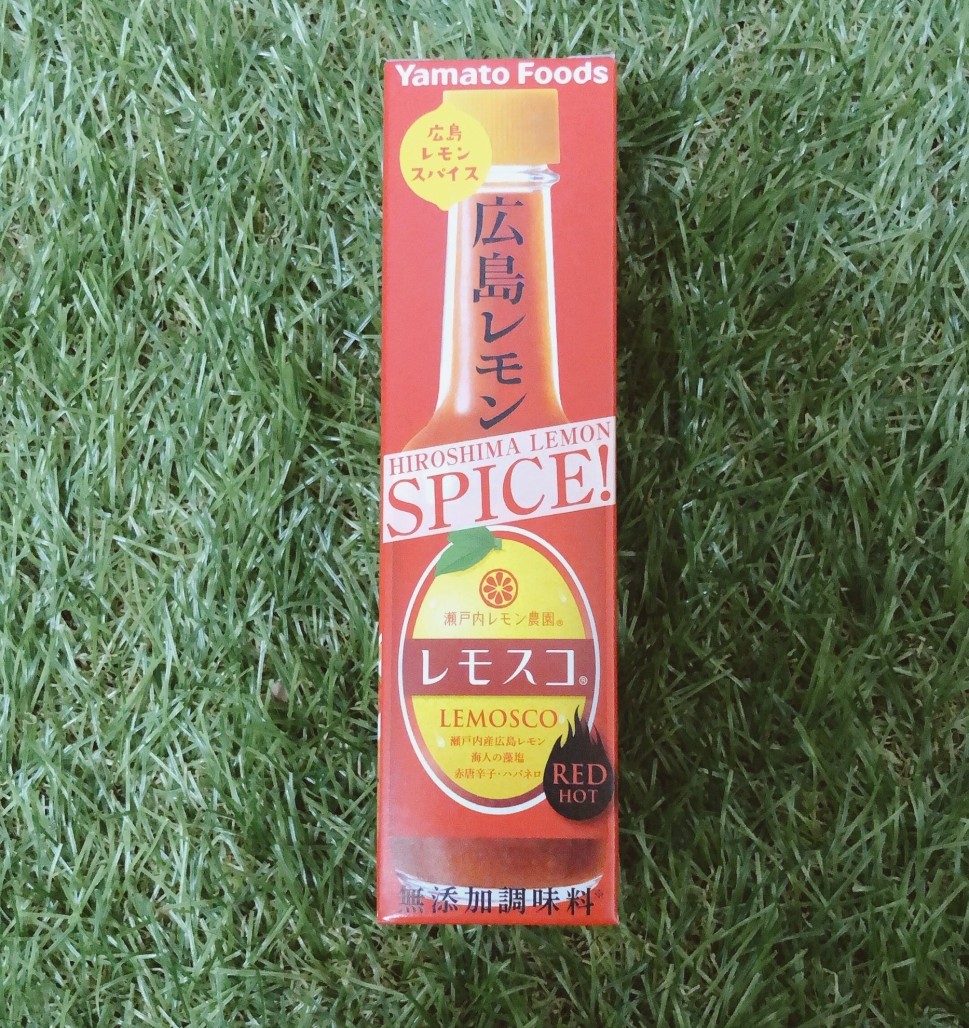 Yamato Foods
広島
レモン
スパイス
広島レモン
HIROSHIMA LEMON
SPICE!
瀬戸内レモン農園®
レモスコ®
LEMOSCO
瀬戸内産広島レモン
海人の藻塩
赤唐辛子・ハバネロ
RED
HOT
無添加調味料※